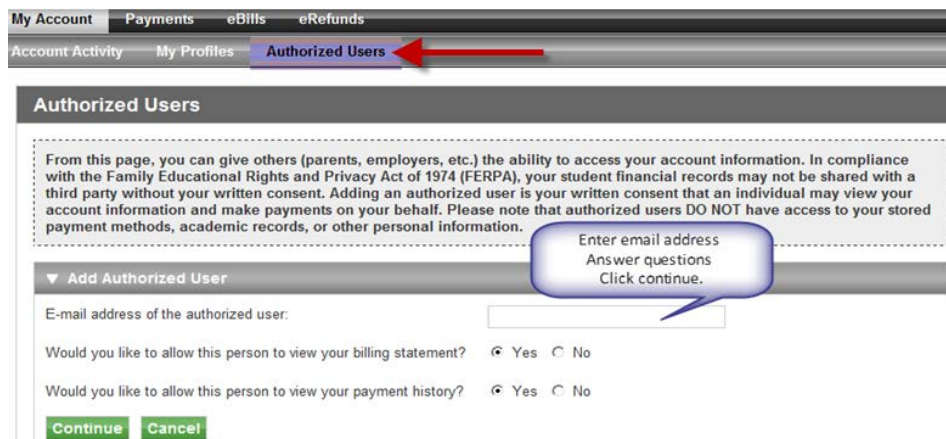 My Account Payments eBills eRefunds
Account Activity My Profiles Authorized Users
Authorized Users
From this page, you can give others (parents, employers, etc.) the ability to access your account information. In compliance
with the Family Educational Rights and Privacy Act of 1974 (FERPA), your student financial records may not be shared with a
third party without your written consent. Adding an authorized user is your written consent that an individual may view your
account information and make payments on your behalf. Please note that authorized users DO NOT have access to your stored
payment methods, academic records, or other personal information.
Enter email address
Answer questions
Click continue.
Add Authorized User
E-mail address of the authorized user:
Would you like to allow this person to view your billing statement? Yes No
Would you like to allow this person to view your payment history? Yes No
Continue Cancel